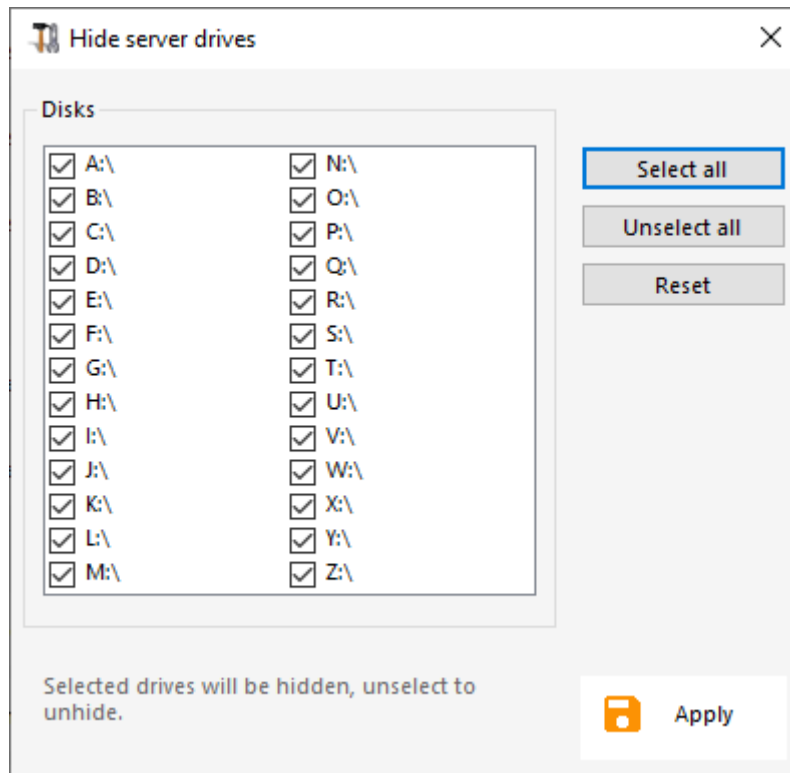 Hide server drives
Disks
A:\ N:\
B:\ O:\
C:\ P:\
D:\ Q:\
E:\ R:\
F:\ S:\
G:\ T:\
H:\ U:\
I:\ V:\
J:\ W:\
K:\ X:\
L:\ Y:\
M:\ Z:\
Select all
Unselect all
Reset
Selected drives will be hidden, unselect to
unhide.
Apply